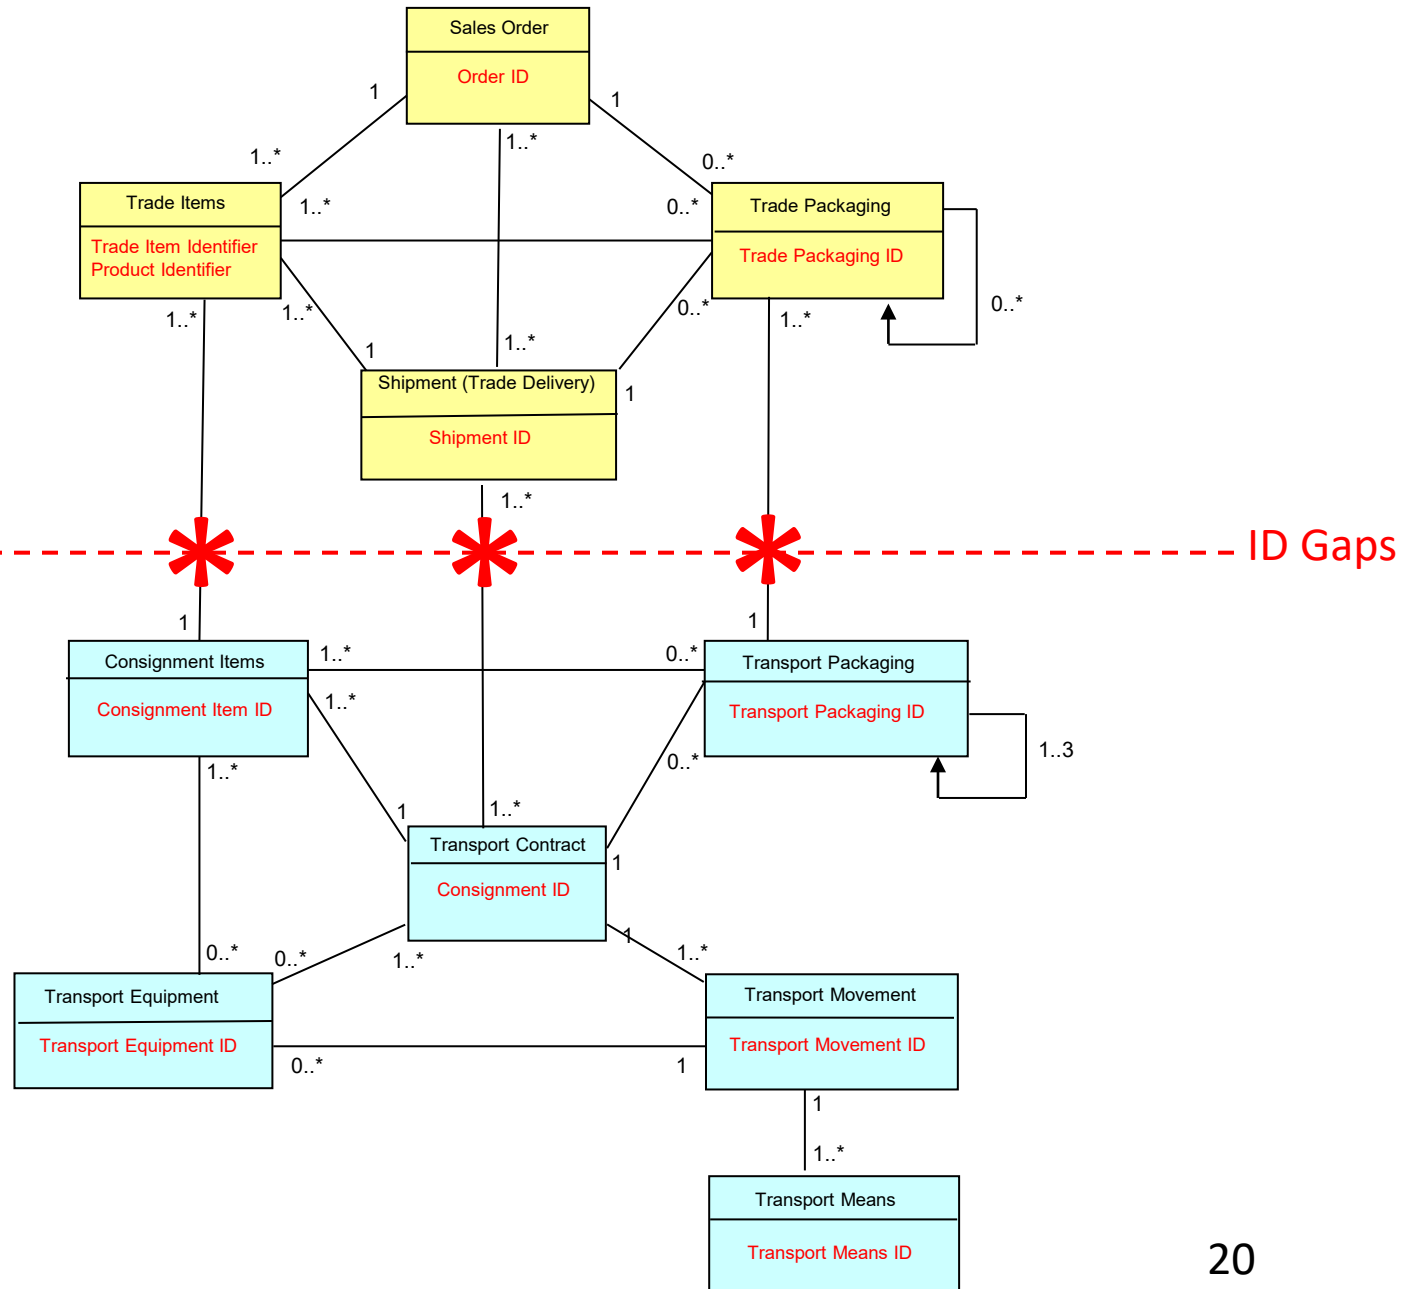 Sales Order
Order ID
1
1
1..*
1..*
0..*
Trade Items
1..*
0..*
Trade Packaging
Trade Item Identifier
Product Identifier
Trade Packaging ID
1..*
1..*
0..*
1..*
0..*
1
1..*
Shipment (Trade Delivery)
1
Shipment ID
1..*
ID Gaps
1
1
Consignment Items
1..*
0..*
Transport Packaging
Consignment Item ID
1..*
Transport Packaging ID
1..*
0..*
1..3
1
1..*
Transport Contract
1
Consignment ID
1
0..*
0..*
1..*
1..*
Transport Equipment
Transport Movement
Transport Equipment ID
Transport Movement ID
0..*
1
1
1..*
Transport Means
Transport Means ID
20